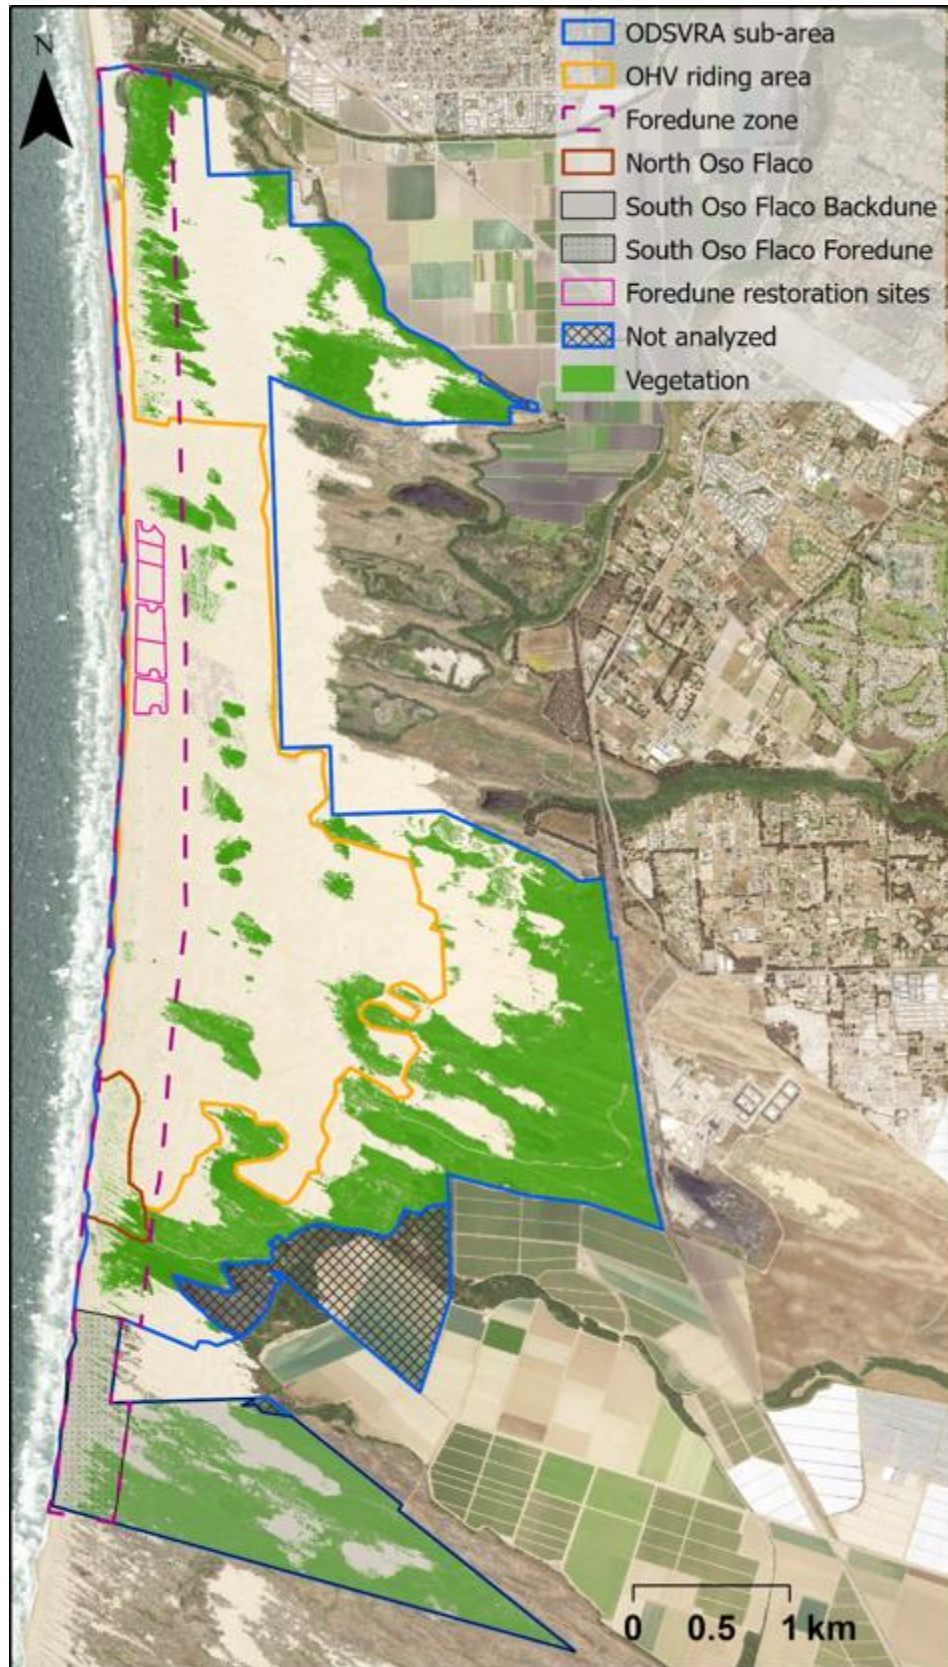 N
ODSVRA sub-area
OHV riding area
Foredune zone
North Oso Flaco
South Oso Flaco Backdune
South Oso Flaco Foredune
Foredune restoration sites
Not analyzed
Vegetation
0 0.5 1 km